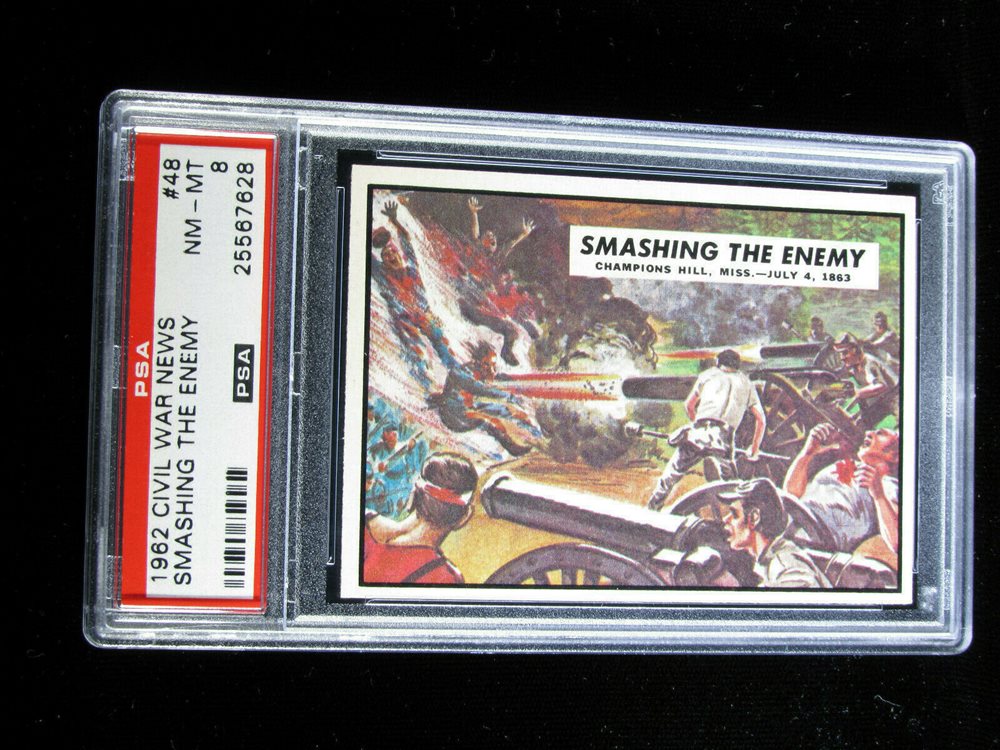 PSA
1962 CIVIL WAR NEWS #48
SMASHING THE ENEMY NM - MT
8
PSA 25567628
SMASHING THE ENEMY
CHAMPIONS HILL, MISS.—JULY 4, 1863